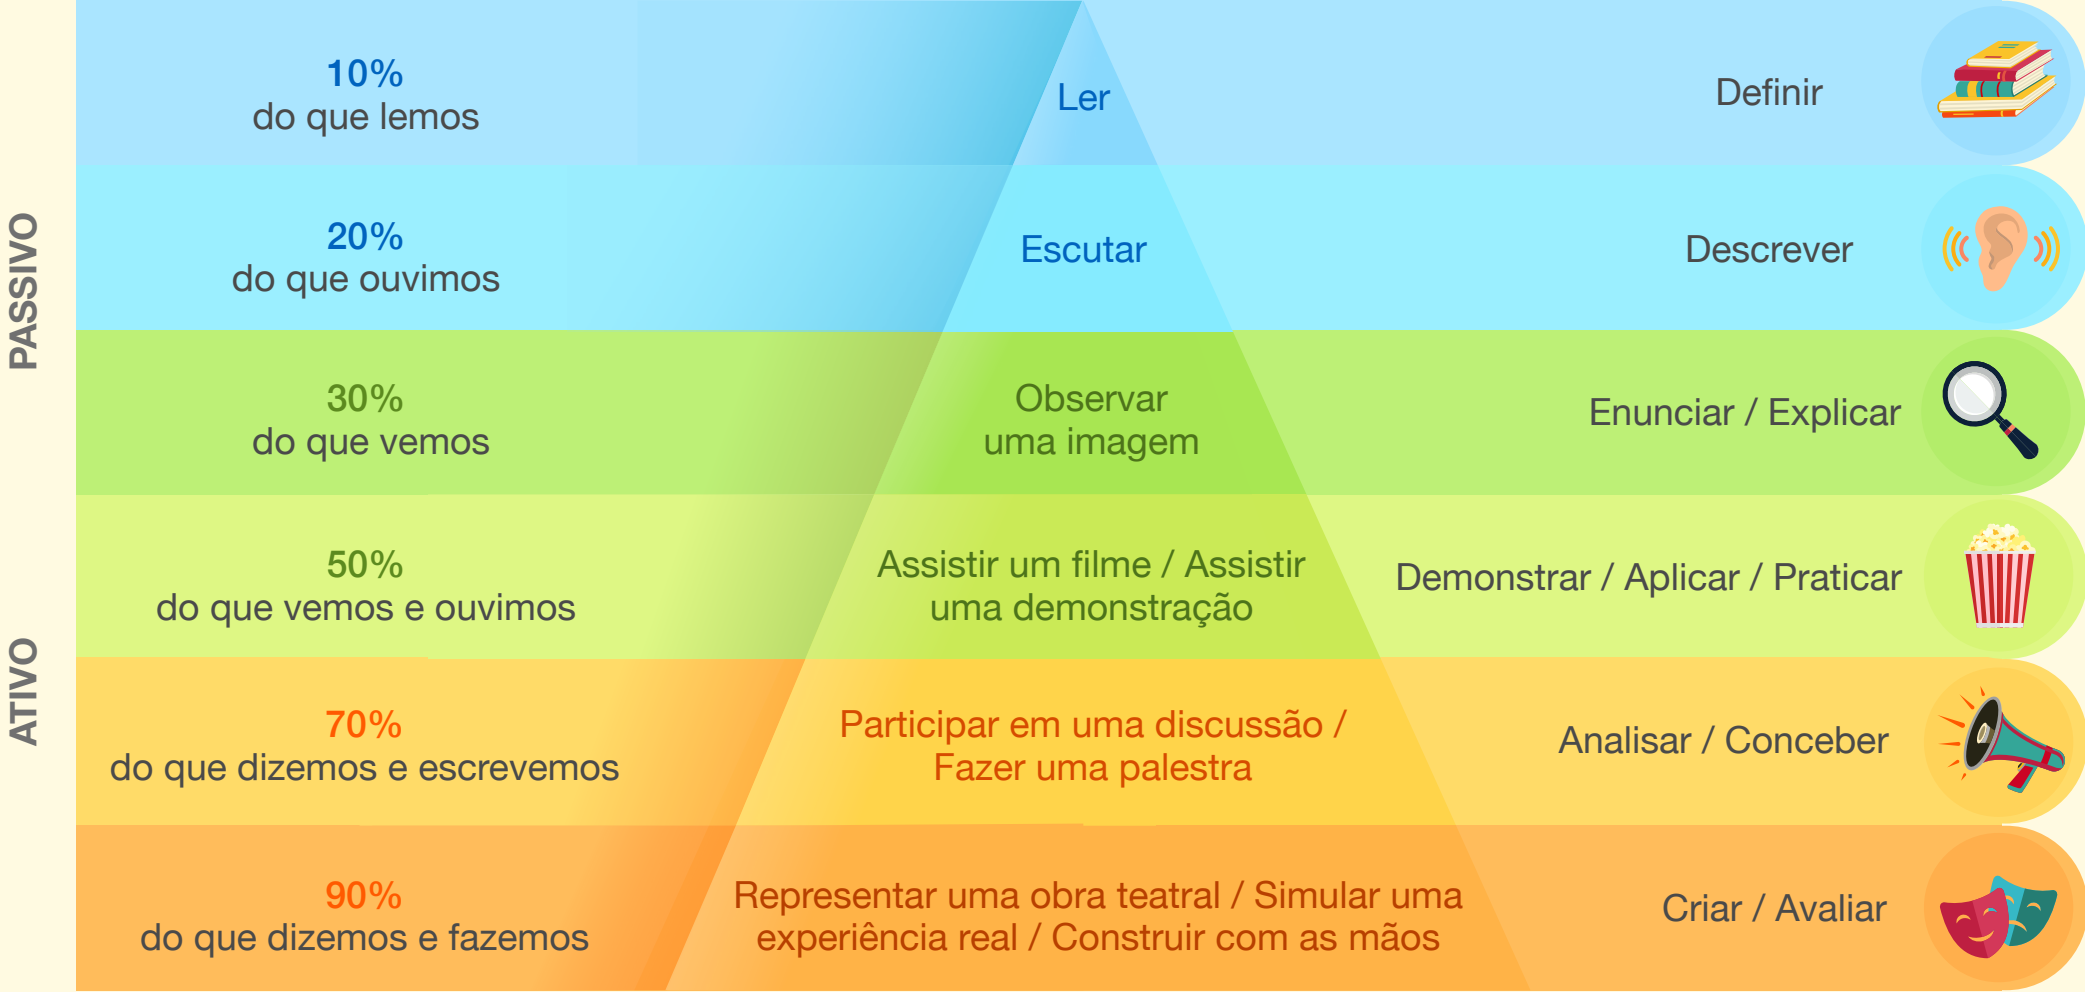 PASSIVO
10%
do que lemos
Ler
Definir
20%
do que ouvimos
Escutar
Descrever
30%
do que vemos
Observar
uma imagem
Enunciar / Explicar
ATIVO
50%
do que vemos e ouvimos
Assistir um filme / Assistir
uma demonstração
Demonstrar / Aplicar / Praticar
70%
do que dizemos e escrevemos
Participar em uma discussão /
Fazer uma palestra
Analisar / Conceber
90%
do que dizemos e fazemos
Representar uma obra teatral / Simular uma
experiência real / Construir com as mãos
Criar / Avaliar